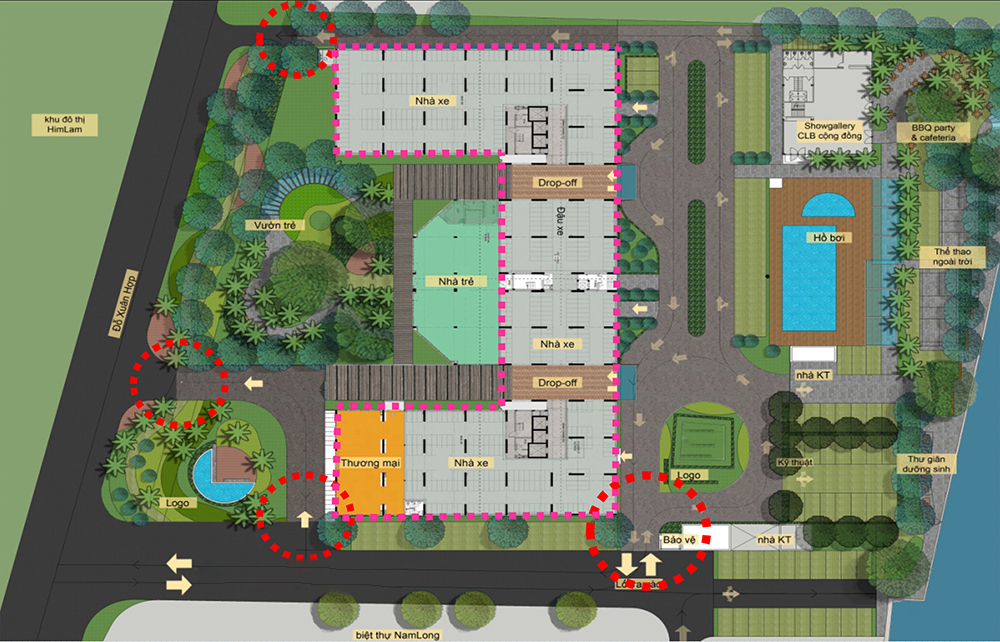 khu đô thị
HimLam
Nhà xe
Showgallery
CLB cộng đồng
BBQ party
& cafeteria
Drop-off
Vườn trẻ
Đậu xe
Hồ bơi
Thể thao
ngoài trời
Nhà trẻ
Đỗ Xuân Hợp
Nhà xe
nhà KT
Drop-off
Thương mại
Nhà xe
Logo
Kỹ thuật
Thư giãn
dưỡng sinh
Logo
Bảo vệ
nhà KT
Lối ra vào
biệt thự NamLong